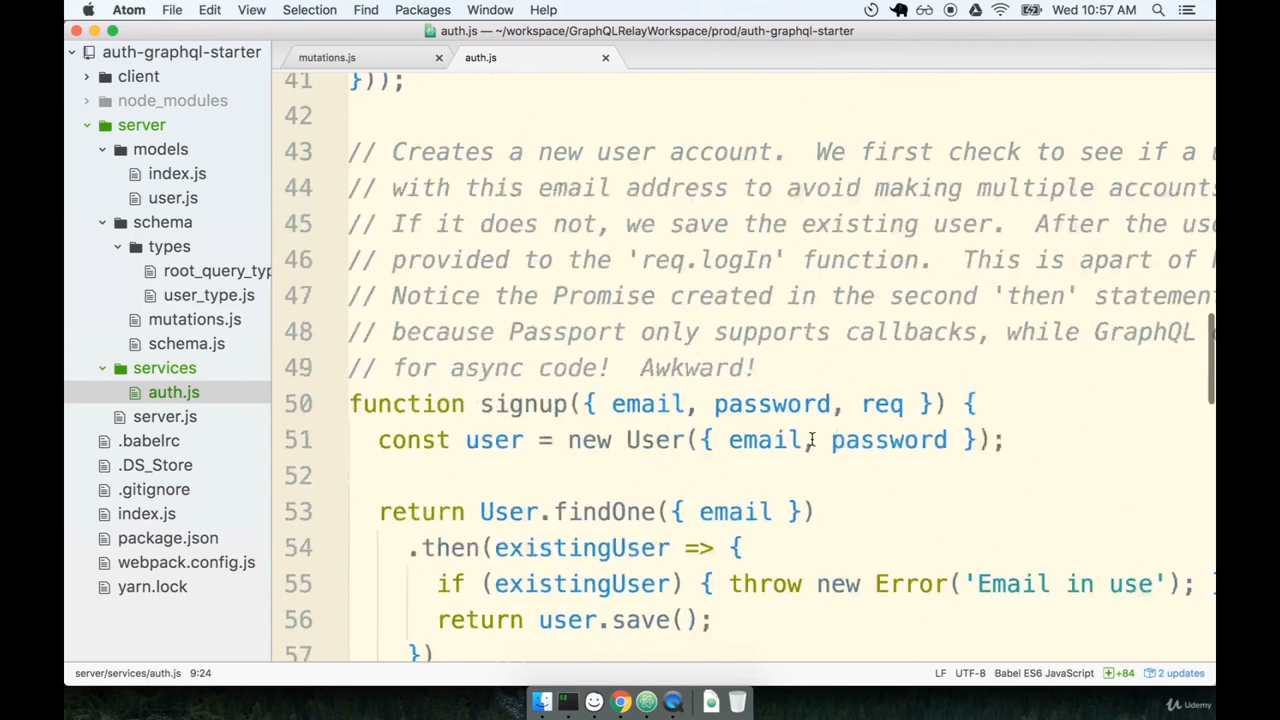 Atom File Edit View Selection Find Packages Window Help Wed 10:57 AM
auth.js — ~/workspace/GraphQLRelayWorkspace/prod/auth-graphql-starter
auth-graphql-starter
client
node_modules
server
models
index.js
user.js
schema
types
root_query_typ
user_type.js
mutations.js
schema.js
services
auth.js
server.js
.babelrc
.DS_Store
.gitignore
index.js
package.json
webpack.config.js
yarn.lock
mutations.js
auth.js
41 }));
42
43 // Creates a new user account. We first check to see if a u
44 // with this email address to avoid making multiple accounts
45 // If it does not, we save the existing user. After the use
46 // provided to the 'req.logIn' function. This is apart of
47 // Notice the Promise created in the second 'then' statement
48 // because Passport only supports callbacks, while GraphQL
49 // for async code! Awkward!
50 function signup({ email, password, req }) {
51 const user = new User({ email, password });
52
53 return User.findOne({ email })
54 .then(existingUser => {
55 if (existingUser) { throw new Error('Email in use'); }
56 return user.save();
57 })
server/services/auth.js 9:24 LF UTF-8 Babel ES6 JavaScript +84 2 updates
Udemy